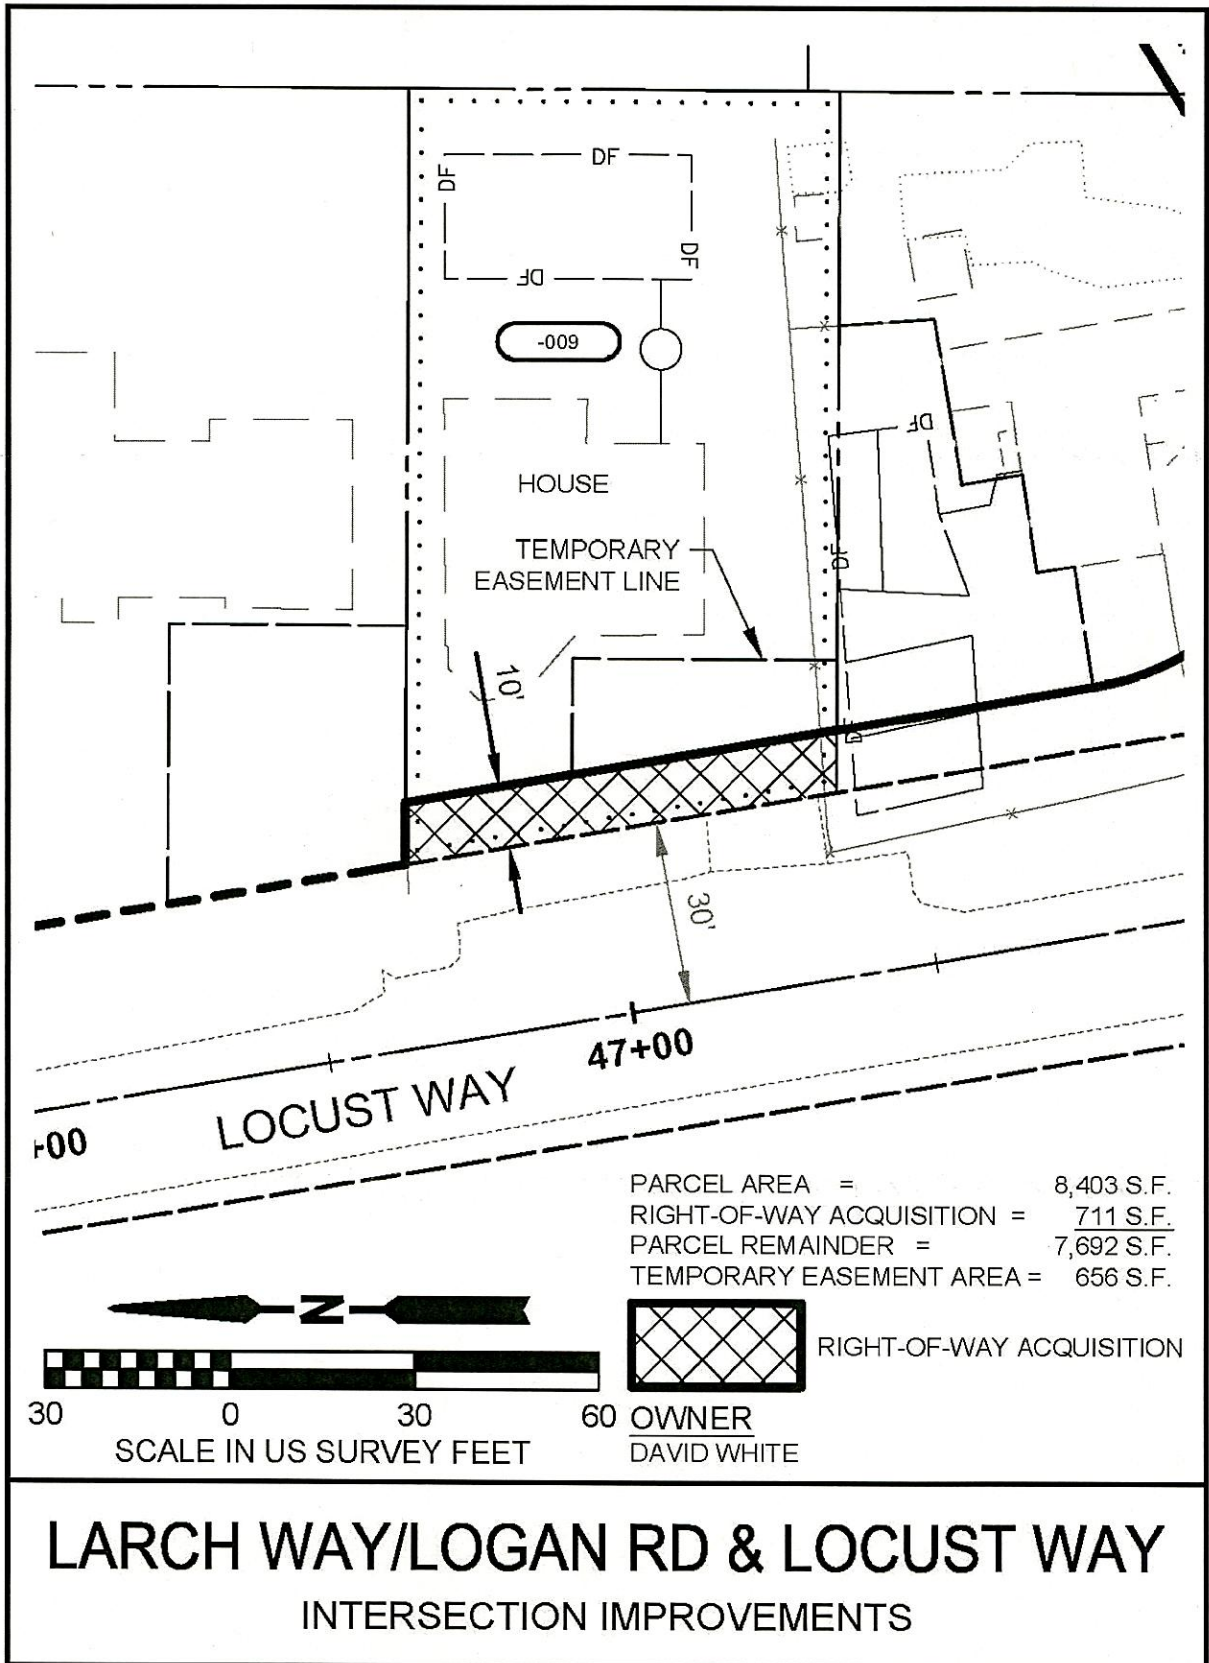 DF
DF
DF
DF
-009
DF
HOUSE
TEMPORARY
EASEMENT LINE
DF
10'
30'
47+00
LOCUST WAY
+00
PARCEL AREA = 8,403 S.F.
RIGHT-OF-WAY ACQUISITION = 711 S.F.
PARCEL REMAINDER = 7,692 S.F.
TEMPORARY EASEMENT AREA = 656 S.F.
N
RIGHT-OF-WAY ACQUISITION
30 0 30 60
SCALE IN US SURVEY FEET
OWNER
DAVID WHITE
LARCH WAY/LOGAN RD & LOCUST WAY
INTERSECTION IMPROVEMENTS